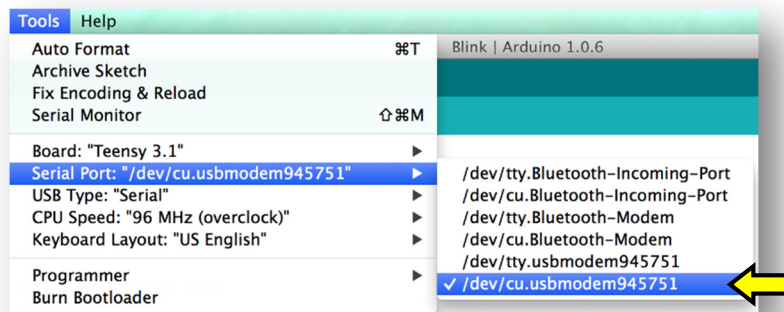 Tools Help
Blink | Arduino 1.0.6
Auto Format ⌘T
Archive Sketch
Fix Encoding & Reload
Serial Monitor ⇧⌘M
Board: "Teensy 3.1"
Serial Port: "/dev/cu.usbmodem945751"
USB Type: "Serial"
CPU Speed: "96 MHz (overclock)"
Keyboard Layout: "US English"
Programmer
Burn Bootloader
/dev/tty.Bluetooth-Incoming-Port
/dev/cu.Bluetooth-Incoming-Port
/dev/tty.Bluetooth-Modem
/dev/cu.Bluetooth-Modem
/dev/tty.usbmodem945751
✓ /dev/cu.usbmodem945751